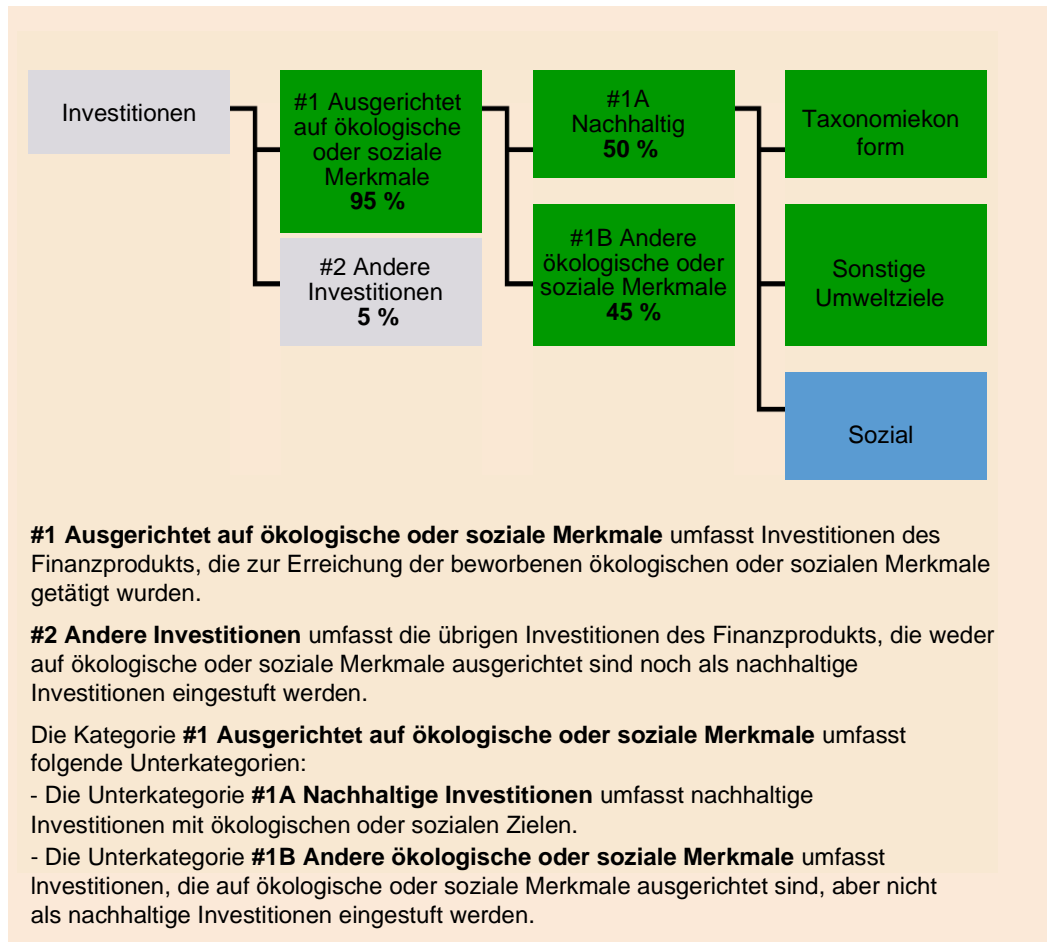 Investitionen
#1 Ausgerichtet
auf ökologische
oder soziale
Merkmale
95 %
#2 Andere
Investitionen
5 %
#1A
Nachhaltig
50 %
#1B Andere
ökologische oder
soziale Merkmale
45 %
Taxonomiekon
form
Sonstige
Umweltziele
Sozial
#1 Ausgerichtet auf ökologische oder soziale Merkmale umfasst Investitionen des
Finanzprodukts, die zur Erreichung der beworbenen ökologischen oder sozialen Merkmale
getätigt wurden.
#2 Andere Investitionen umfasst die übrigen Investitionen des Finanzprodukts, die weder
auf ökologische oder soziale Merkmale ausgerichtet sind noch als nachhaltige
Investitionen eingestuft werden.
Die Kategorie #1 Ausgerichtet auf ökologische oder soziale Merkmale umfasst
folgende Unterkategorien:
- Die Unterkategorie #1A Nachhaltige Investitionen umfasst nachhaltige
Investitionen mit ökologischen oder sozialen Zielen.
- Die Unterkategorie #1B Andere ökologische oder soziale Merkmale umfasst
Investitionen, die auf ökologische oder soziale Merkmale ausgerichtet sind, aber nicht
als nachhaltige Investitionen eingestuft werden.